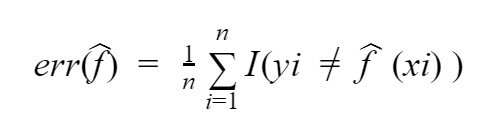 err(f̂) = 1/n n∑i=1 I(yi ≠ f̂ (xi) )